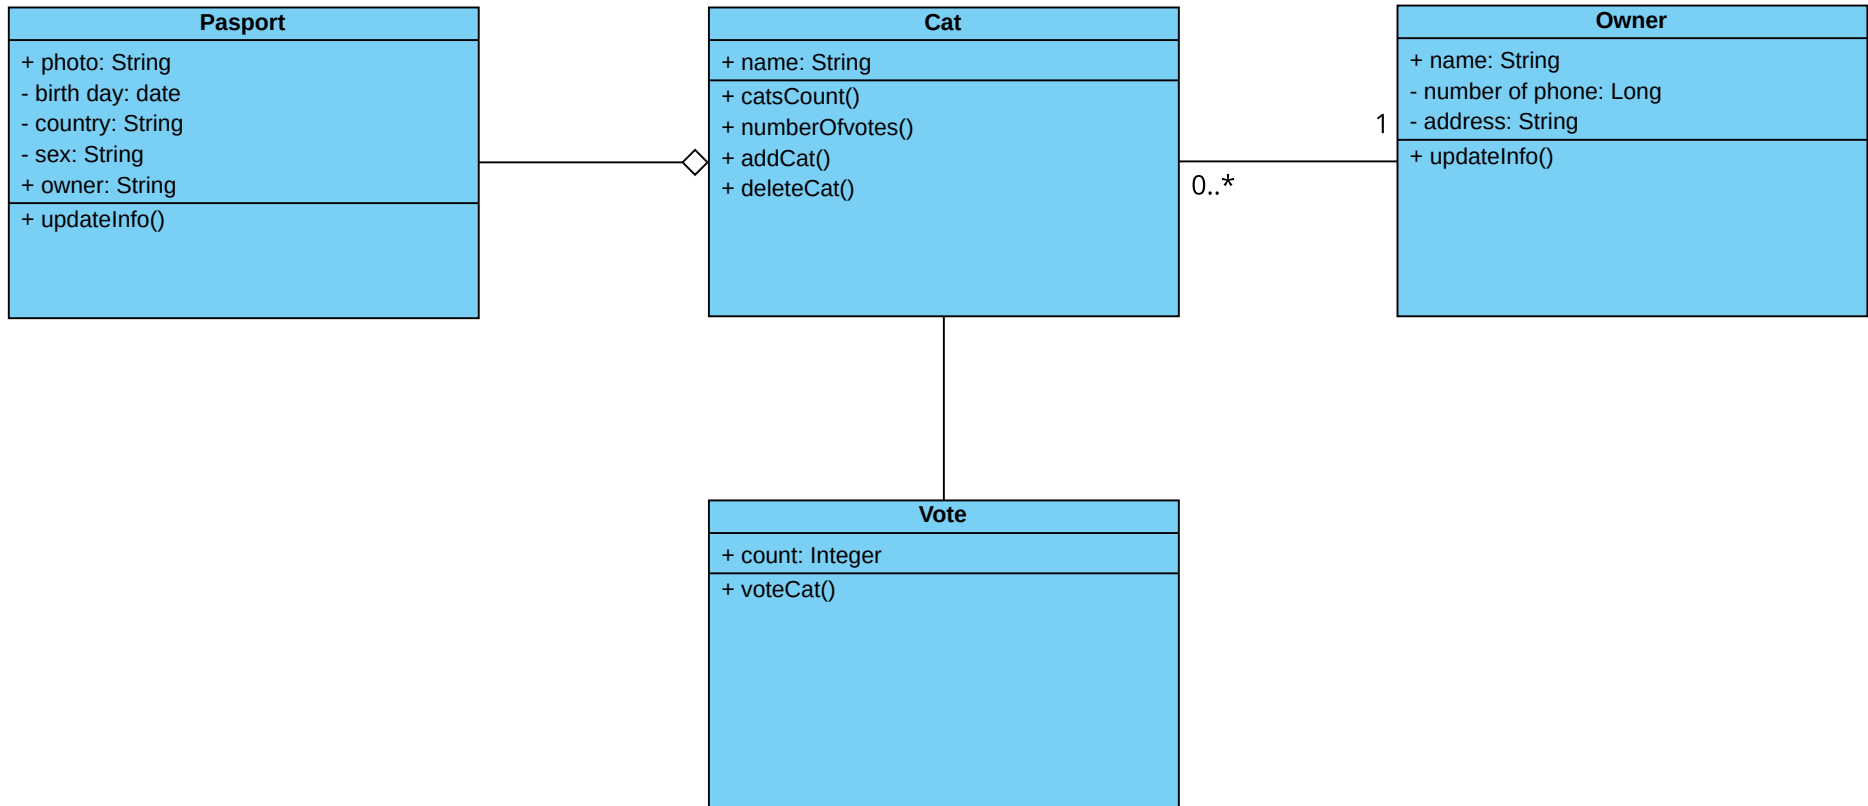 Pasport
+ photo: String
- birth day: date
- country: String
- sex: String
+ owner: String
+ updateInfo()
Cat
+ name: String
+ catsCount()
+ numberOfvotes()
+ addCat()
+ deleteCat()
1
0..*
Owner
+ name: String
- number of phone: Long
- address: String
+ updateInfo()
Vote
+ count: Integer
+ voteCat()